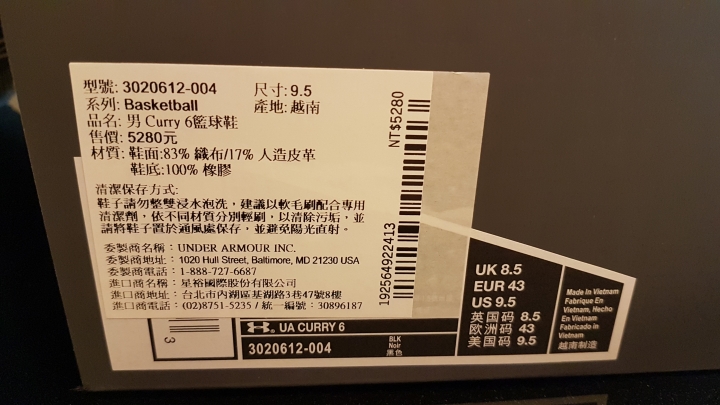 型號: 3020612-004 尺寸: 9.5
系列: Basketball 產地: 越南
品名: 男 Curry 6籃球鞋
售價: 5280元
材質: 鞋面:83% 織布/17% 人造皮革
鞋底:100% 橡膠
清潔保存方式:
鞋子請勿整雙浸水泡洗，建議以軟毛刷配合專用
清潔劑，依不同材質分別輕刷，以清除污垢，並
請將鞋子置於通風處保存，並避免陽光直射。
委製商名稱：UNDER ARMOUR INC.
委製商地址：1020 Hull Street, Baltimore, MD 21230 USA
委製商電話：1-888-727-6687
進口商名稱：星裕國際股份有限公司
進口商地址：台北市內湖區基湖路3巷47號8樓
進口商電話：(02)8751-5235 / 統一編號：30896187
NT$5280
192564922413
UK 8.5
EUR 43
US 9.5
英国码 8.5
欧洲码 43
美国码 9.5
Made In Vietnam
Fabrique En
Vietnam, Hecho
En Vietnam
Fabricado in
Vietnam
越南制造
UA CURRY 6
3020612-004
BLK
Noir
黑色
3